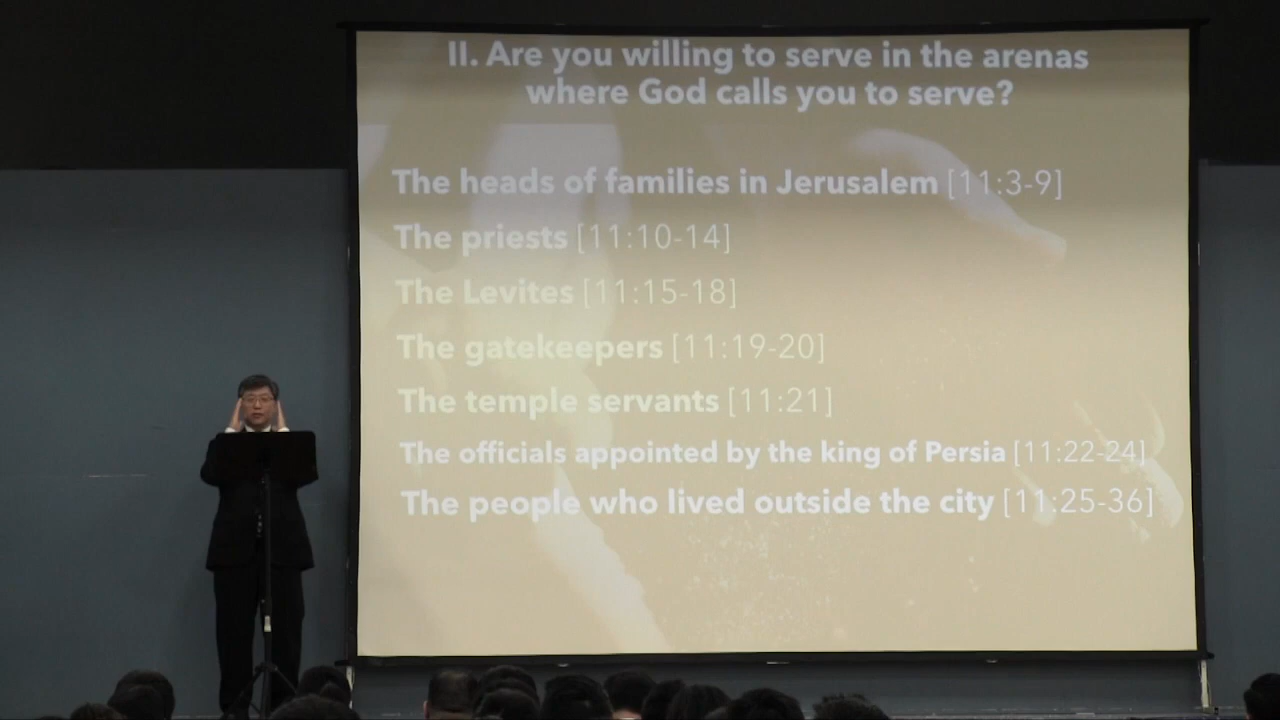 II. Are you willing to serve in the arenas
where God calls you to serve?
The heads of families in Jerusalem [11:3-9]
The priests [11:10-14]
The Levites [11:15-18]
The gatekeepers [11:19-20]
The temple servants [11:21]
The officials appointed by the king of Persia [11:22-24]
The people who lived outside the city [11:25-36]